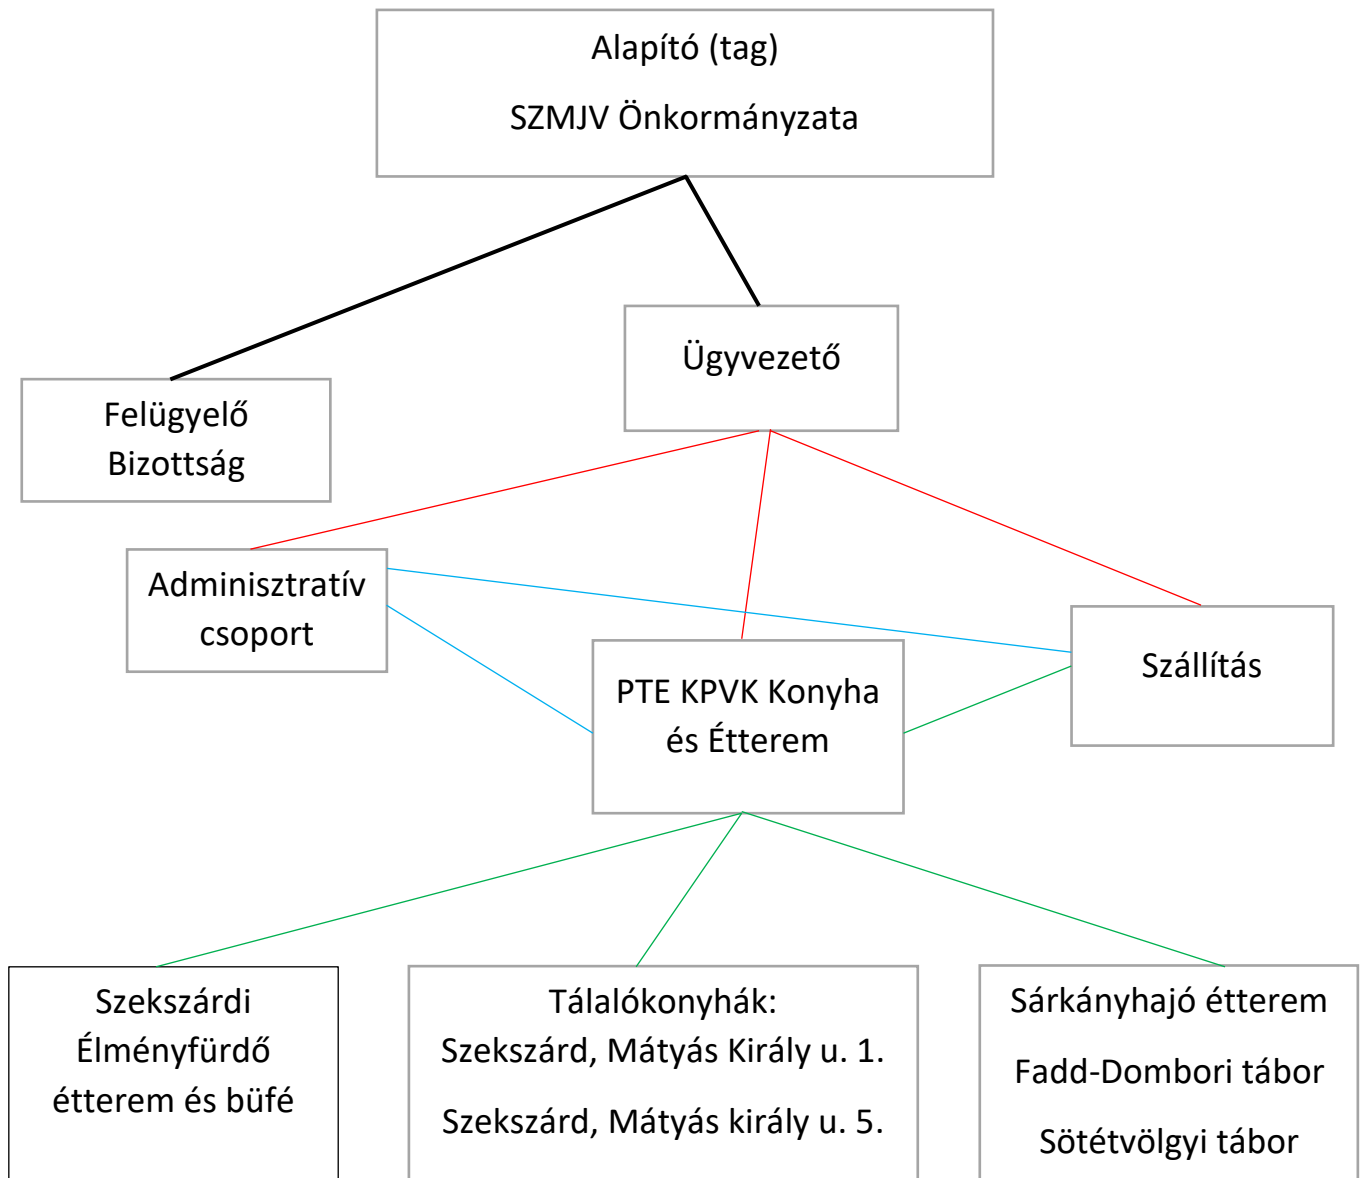 Alapító (tag)
SZMJV Önkormányzata
Ügyvezető
Felügyelő
Bizottság
Adminisztratív
csoport
PTE KPVK Konyha
és Étterem
Szállítás
Szekszárdi
Élményfürdő
étterem és büfé
Tálalókonyhák:
Szekszárd, Mátyás Király u. 1.
Szekszárd, Mátyás király u. 5.
Sárkányhajó étterem
Fadd-Dombori tábor
Sötétvölgyi tábor